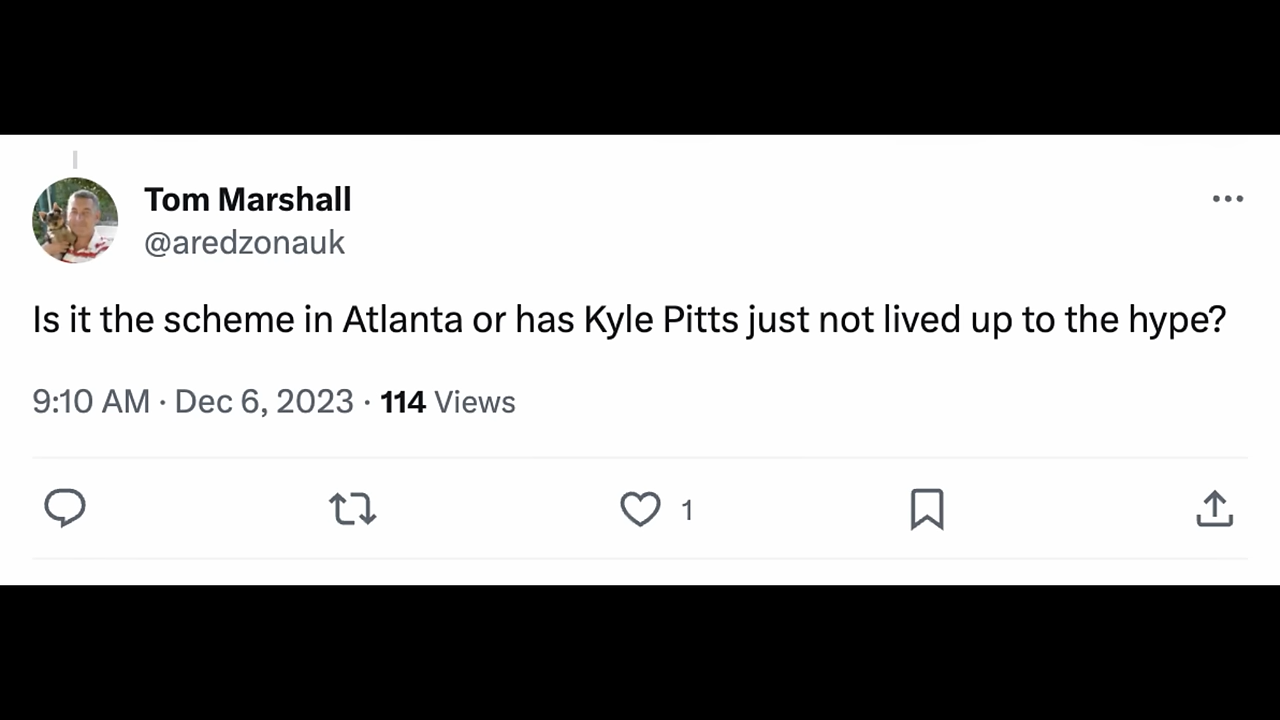 Tom Marshall
@aredzonauk
Is it the scheme in Atlanta or has Kyle Pitts just not lived up to the hype?
9:10 AM · Dec 6, 2023 · 114 Views
1